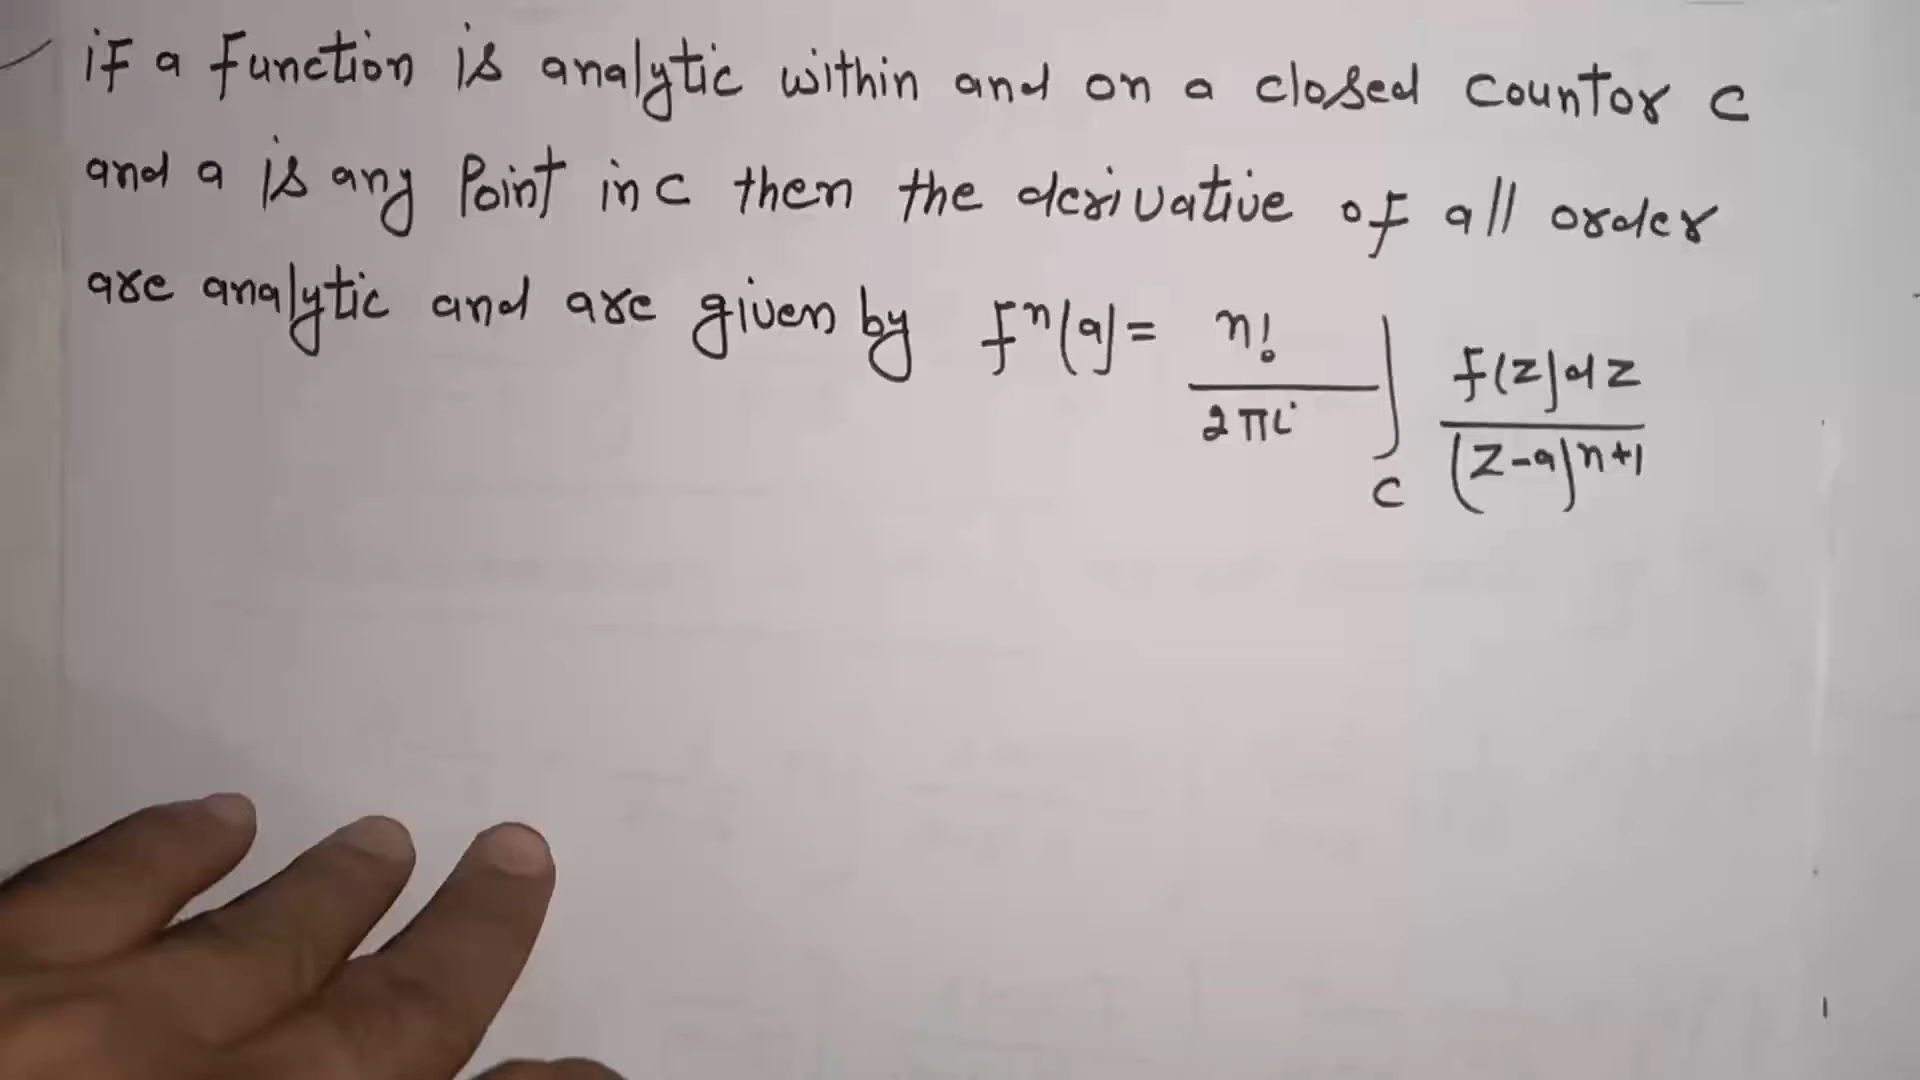 if a function is analytic within and on a closed countor c
and a is any Point in c then the derivative of all order
are analytic and are given by fⁿ(a) = n!/2πi ∫_c f(z)dz/(z-a)ⁿ⁺¹